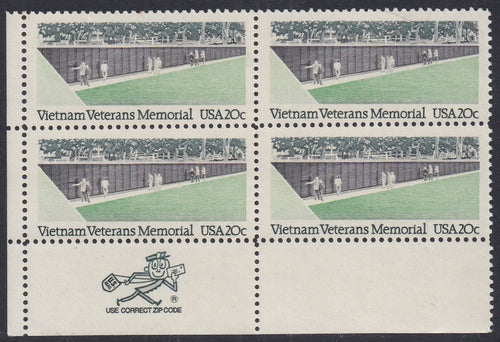 Vietnam Veterans Memorial USA 20c
Vietnam Veterans Memorial USA 20c
Vietnam Veterans Memorial USA 20c
Vietnam Veterans Memorial USA 20c
®
USE CORRECT ZIP CODE